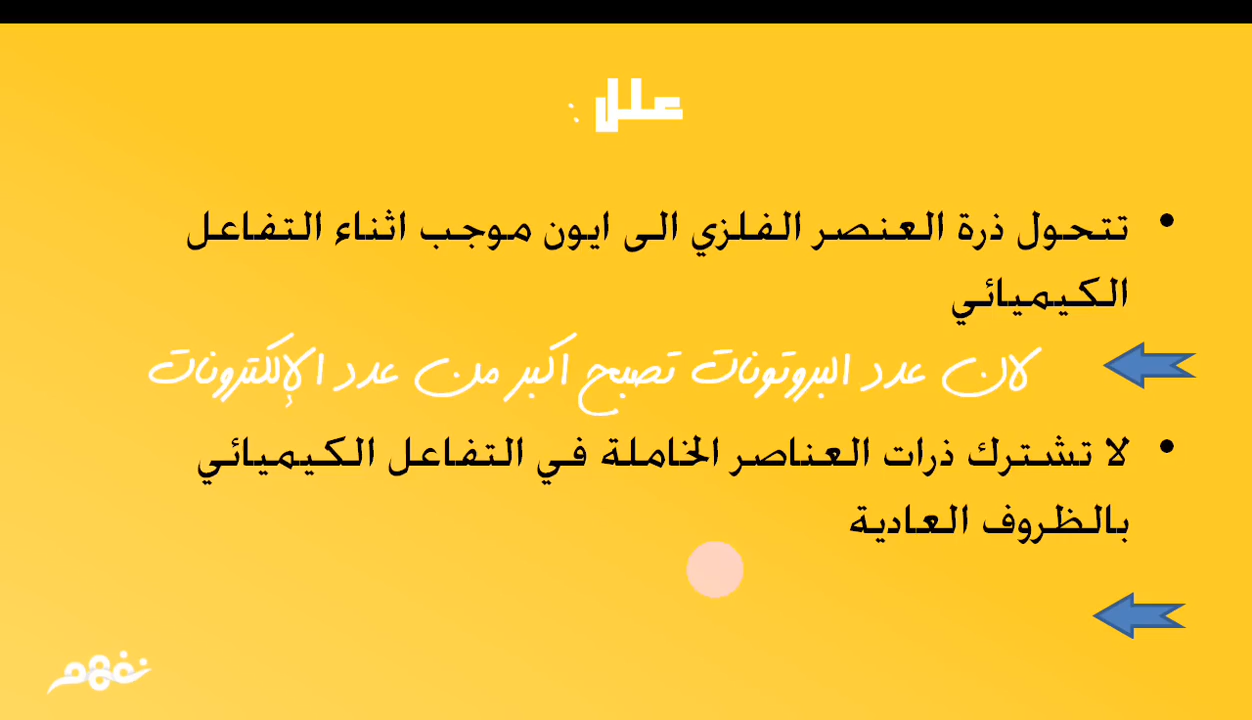 علل :
• تتحول ذرة العنصر الفلزي الى ايون موجب اثناء التفاعل
الكيميائي
لان عدد البروتونات تصبح اكبر من عدد الإلكترونات
• لا تشترك ذرات العناصر الخاملة في التفاعل الكيميائي
بالظروف العادية
نفهم